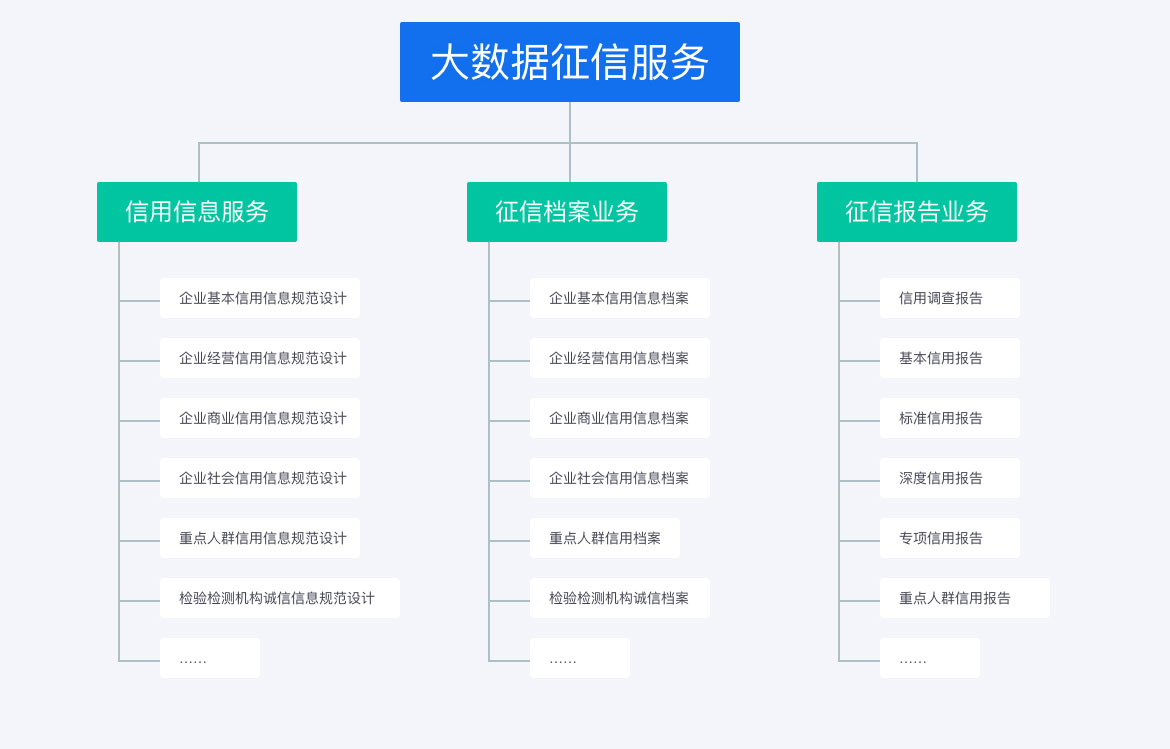 大数据征信服务
信用信息服务
企业基本信用信息规范设计
企业经营信用信息规范设计
企业商业信用信息规范设计
企业社会信用信息规范设计
重点人群信用信息规范设计
检验检测机构诚信信息规范设计
……
征信档案业务
企业基本信用信息档案
企业经营信用信息档案
企业商业信用信息档案
企业社会信用信息档案
重点人群信用档案
检验检测机构诚信档案
……
征信报告业务
信用调查报告
基本信用报告
标准信用报告
深度信用报告
专项信用报告
重点人群信用报告
……